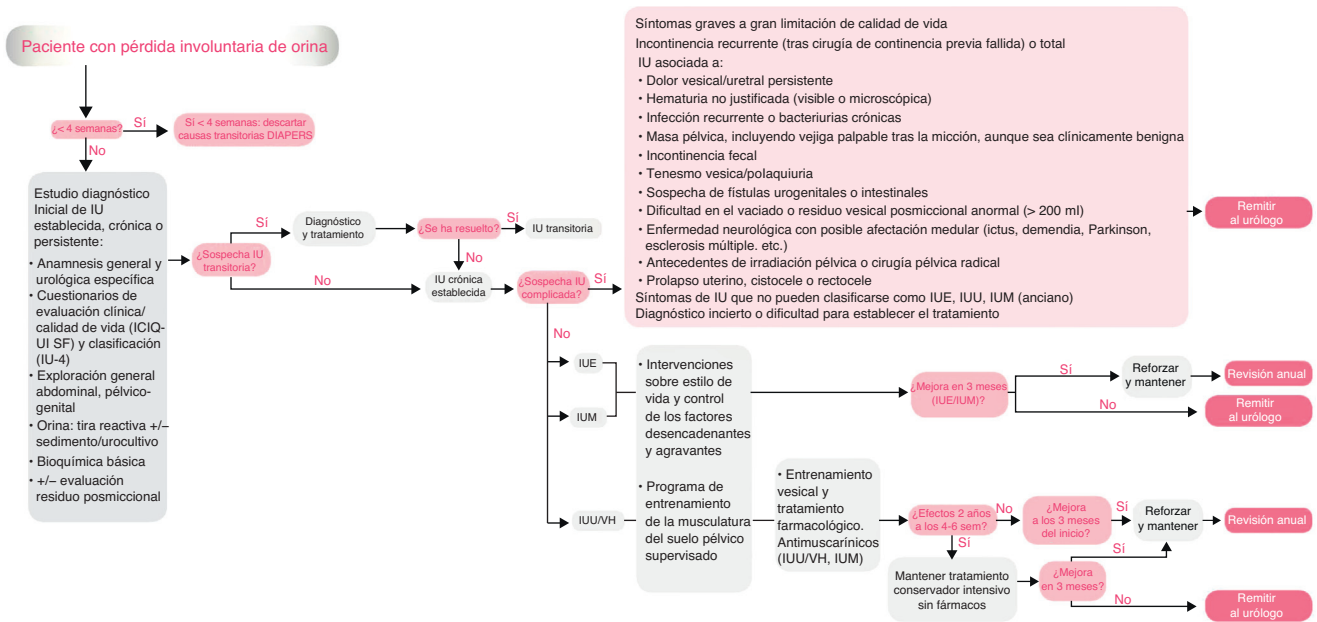 Paciente con pérdida involuntaria de orina
¿< 4 semanas?
Sí
Si < 4 semanas: descartar
causas transitorias DIAPERS
No
Estudio diagnóstico
Inicial de IU
establecida, crónica o
persistente:
• Anamnesis general y
urológica específica
• Cuestionarios de
evaluación clínica/
calidad de vida (ICIQ-
UI SF) y clasificación
(IU-4)
• Exploración general
abdominal, pélvico-
genital
• Orina: tira reactiva +/–
sedimento/urocultivo
• Bioquímica básica
• +/– evaluación
residuo posmiccional
¿Sospecha IU
transitoria?
Sí
Diagnóstico
y tratamiento
¿Se ha resuelto?
Sí
IU transitoria
No
No
IU crónica
establecida
¿Sospecha IU
complicada?
Sí
Síntomas graves a gran limitación de calidad de vida
Incontinencia recurrente (tras cirugía de continencia previa fallida) o total
IU asociada a:
• Dolor vesical/uretral persistente
• Hematuria no justificada (visible o microscópica)
• Infección recurrente o bacteriurias crónicas
• Masa pélvica, incluyendo vejiga palpable tras la micción, aunque sea clínicamente benigna
• Incontinencia fecal
• Tenesmo vesica/polaquiuria
• Sospecha de fístulas urogenitales o intestinales
• Dificultad en el vaciado o residuo vesical posmiccional anormal (> 200 ml)
• Enfermedad neurológica con posible afectación medular (ictus, demendia, Parkinson,
esclerosis múltiple. etc.)
• Antecedentes de irradiación pélvica o cirugía pélvica radical
• Prolapso uterino, cistocele o rectocele
Síntomas de IU que no pueden clasificarse como IUE, IUU, IUM (anciano)
Diagnóstico incierto o dificultad para establecer el tratamiento
Remitir
al urólogo
No
IUE
IUM
IUU/VH
• Intervenciones
sobre estilo de
vida y control
de los factores
desencadenantes
y agravantes
• Programa de
entrenamiento
de la musculatura
del suelo pélvico
supervisado
¿Mejora en 3 meses
(IUE/IUM)?
Sí
Reforzar
y mantener
Revisión anual
No
Remitir
al urólogo
• Entrenamiento
vesical y
tratamiento
farmacológico.
Antimuscarínicos
(IUU/VH, IUM)
¿Efectos 2 años
a los 4-6 sem?
No
¿Mejora
a los 3 meses
del inicio?
Sí
Reforzar
y mantener
Revisión anual
Sí
Mantener tratamiento
conservador intensivo
sin fármacos
¿Mejora
en 3 meses?
Sí
No
Remitir
al urólogo